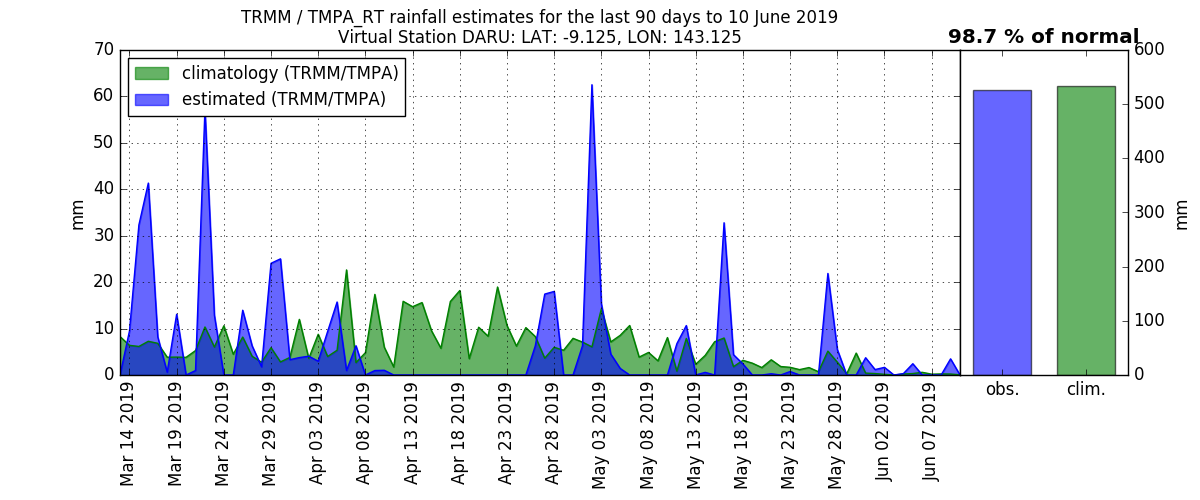 TRMM / TMPA_RT rainfall estimates for the last 90 days to 10 June 2019
Virtual Station DARU: LAT: -9.125, LON: 143.125
98.7 % of normal
climatology (TRMM/TMPA)
estimated (TRMM/TMPA)
70
60
50
40
30
20
10
0
mm
Mar 14 2019
Mar 19 2019
Mar 24 2019
Mar 29 2019
Apr 03 2019
Apr 08 2019
Apr 13 2019
Apr 18 2019
Apr 23 2019
Apr 28 2019
May 03 2019
May 08 2019
May 13 2019
May 18 2019
May 23 2019
May 28 2019
Jun 02 2019
Jun 07 2019
600
500
400
300
200
100
0
mm
obs.
clim.